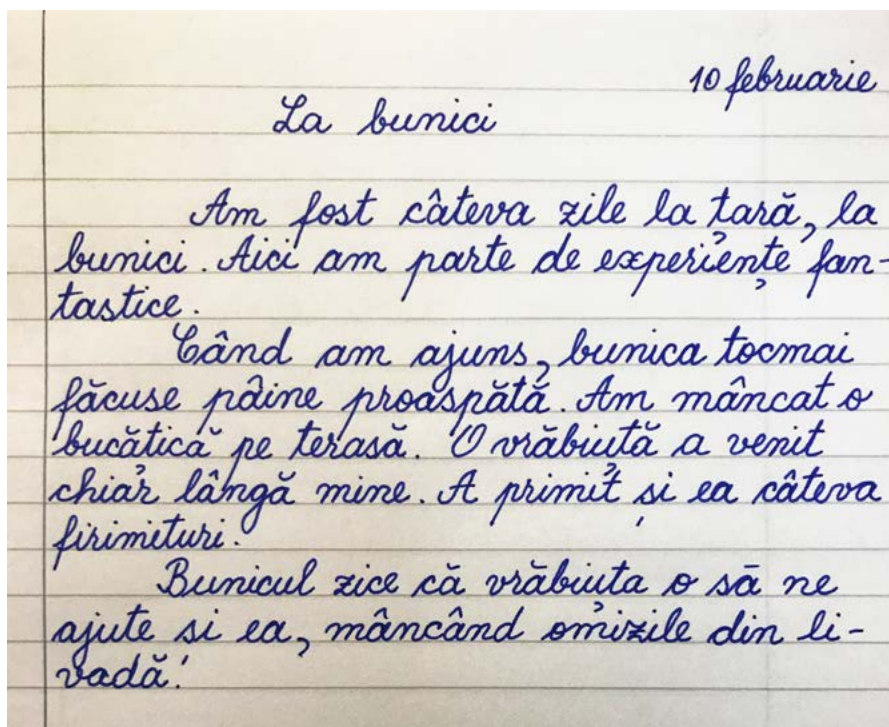 10 februarie
La bunici
Am fost câteva zile la țară, la
bunici. Aici am parte de experiențe fan-
tastice.
Când am ajuns, bunica tocmai
făcuse pâine proaspătă. Am mâncat o
bucățică pe terasă. O vrăbiuță a venit
chiar lângă mine. A primit și ea câteva
firimituri.
Bunicul zice că vrăbiuța o să ne
ajute și ea, mâncând omizile din li-
vadă.